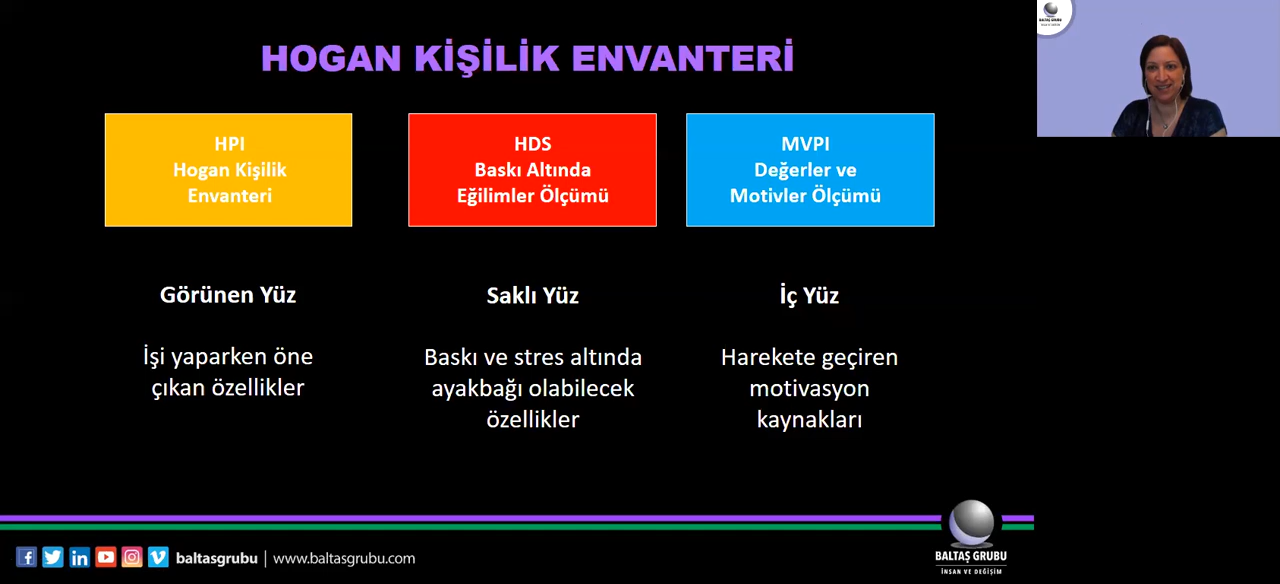 HOGAN KİŞİLİK ENVANTERİ
HPI
Hogan Kişilik
Envanteri
HDS
Baskı Altında
Eğilimler Ölçümü
MVPI
Değerler ve
Motivler Ölçümü
Görünen Yüz
İşi yaparken öne
çıkan özellikler
Saklı Yüz
Baskı ve stres altında
ayakbağı olabilecek
özellikler
İç Yüz
Harekete geçiren
motivasyon
kaynakları
baltasgrubu | www.baltasgrubu.com
BALTAŞ GRUBU
İNSAN VE DEĞİŞİM
BALTAŞ GRUBU